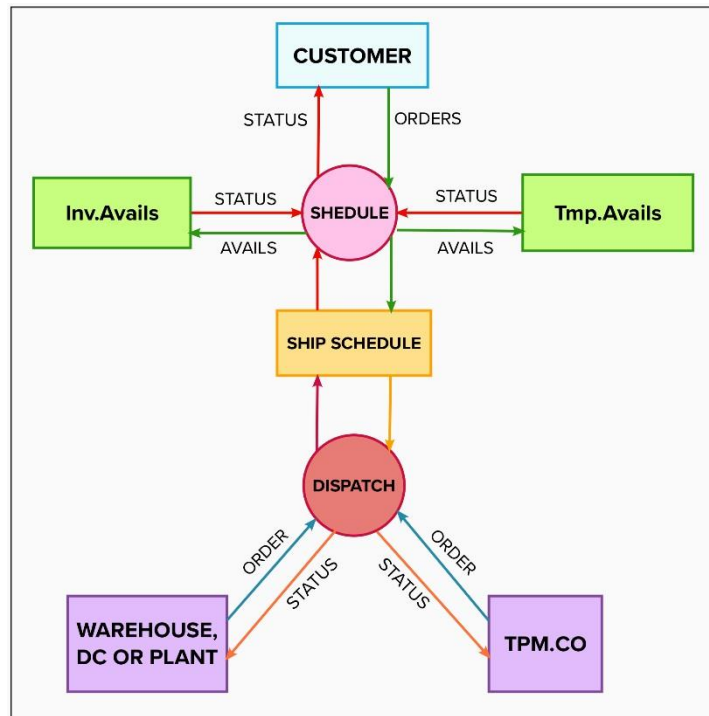 CUSTOMER
STATUS
ORDERS
Inv.Avails
STATUS
SHEDULE
STATUS
Tmp.Avails
AVAILS
AVAILS
SHIP SCHEDULE
DISPATCH
ORDER
STATUS
STATUS
ORDER
WAREHOUSE,
DC OR PLANT
TPM.CO